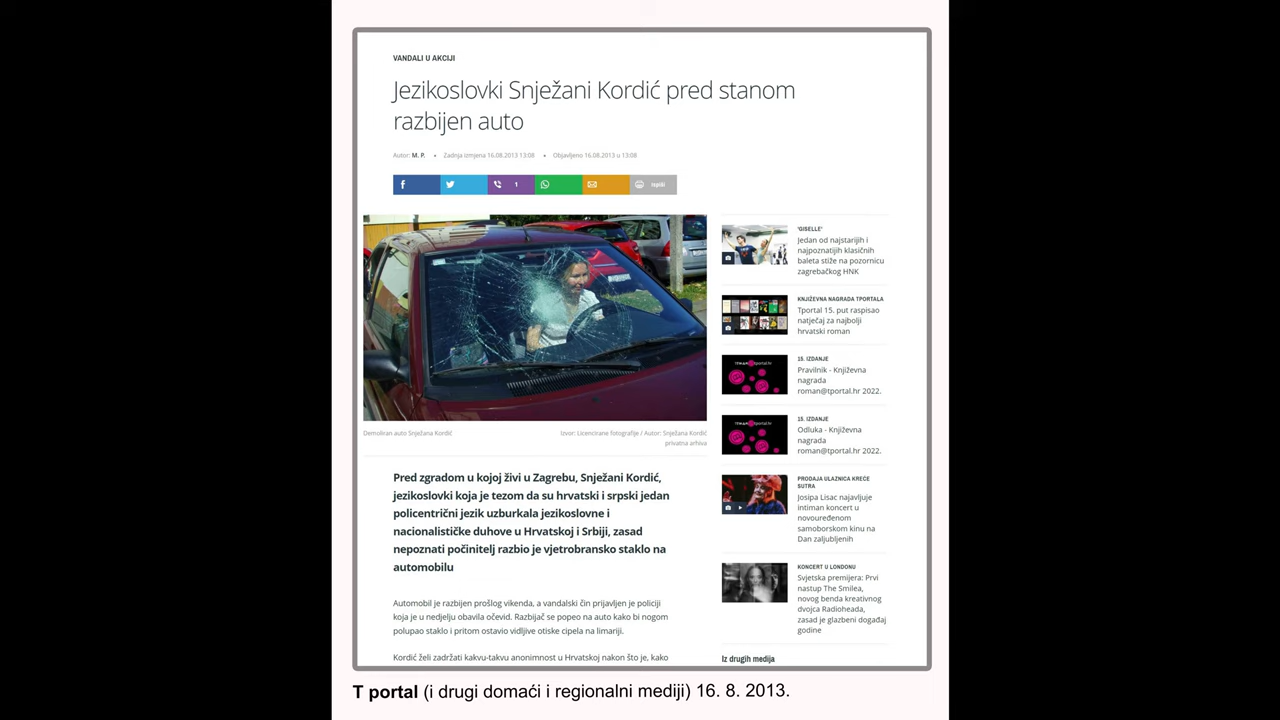 VANDALI U AKCIJI
Jezikoslovki Snježani Kordić pred stanom
razbijen auto
Autor: M. P. • Zadnja izmjena 16.08.2013 13:08 • Objavljeno 16.08.2013 u 13:08
1
Ispiši
Demoliran auto Snježana Kordić
Izvor: Licencirane fotografije / Autor: Snježana Kordić
privatna arhiva
Pred zgradom u kojoj živi u Zagrebu, Snježani Kordić,
jezikoslovki koja je tezom da su hrvatski i srpski jedan
policentrični jezik uzburkala jezikoslovne i
nacionalističke duhove u Hrvatskoj i Srbiji, zasad
nepoznati počinitelj razbio je vjetrobransko staklo na
automobilu
Automobil je razbijen prošlog vikenda, a vandalski čin prijavljen je policiji
koja je u nedjelju obavila očevid. Razbijač se popeo na auto kako bi nogom
polupao staklo i pritom ostavio vidljive otiske cipela na limariji.
Kordić želi zadržati kakvu-takvu anonimnost u Hrvatskoj nakon što je, kako
'GISELLE'
Jedan od najstarijih i
najpoznatijih klasičnih
baleta stiže na pozornicu
zagrebačkog HNK
KNJIŽEVNA NAGRADA TPORTALA
Tportal 15. put raspisao
natječaj za najbolji
hrvatski roman
15. IZDANJE
Pravilnik - Književna
nagrada
roman@tportal.hr 2022.
15. IZDANJE
Odluka - Književna
nagrada
roman@tportal.hr 2022.
PRODAJA ULAZNICA KREĆE
SUTRA
Josipa Lisac najavljuje
intiman koncert u
novouređenom
samoborskom kinu na
Dan zaljubljenih
KONCERT U LONDONU
Svjetska premijera: Prvi
nastup The Smilea,
novog benda kreativnog
dvojca Radioheada,
zasad je glazbeni događaj
godine
Iz drugih medija
T portal (i drugi domaći i regionalni mediji) 16. 8. 2013.